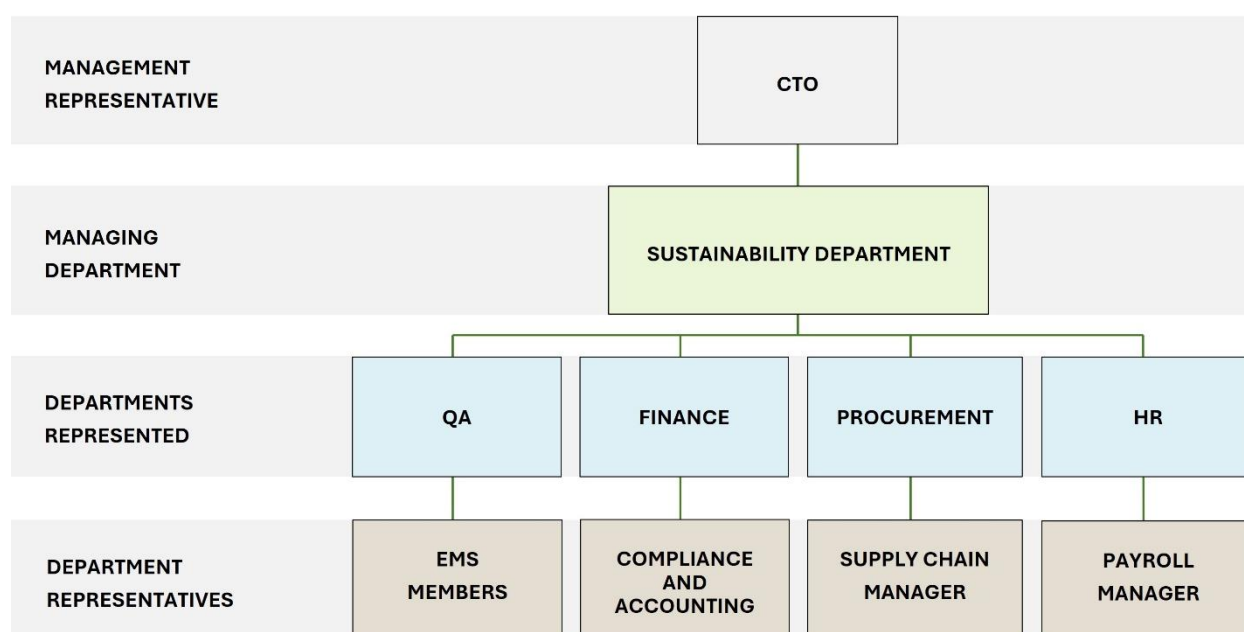 MANAGEMENT
REPRESENTATIVE
CTO
MANAGING
DEPARTMENT
SUSTAINABILITY DEPARTMENT
DEPARTMENTS
REPRESENTED
QA
FINANCE
PROCUREMENT
HR
DEPARTMENT
REPRESENTATIVES
EMS
MEMBERS
COMPLIANCE
AND
ACCOUNTING
SUPPLY CHAIN
MANAGER
PAYROLL
MANAGER